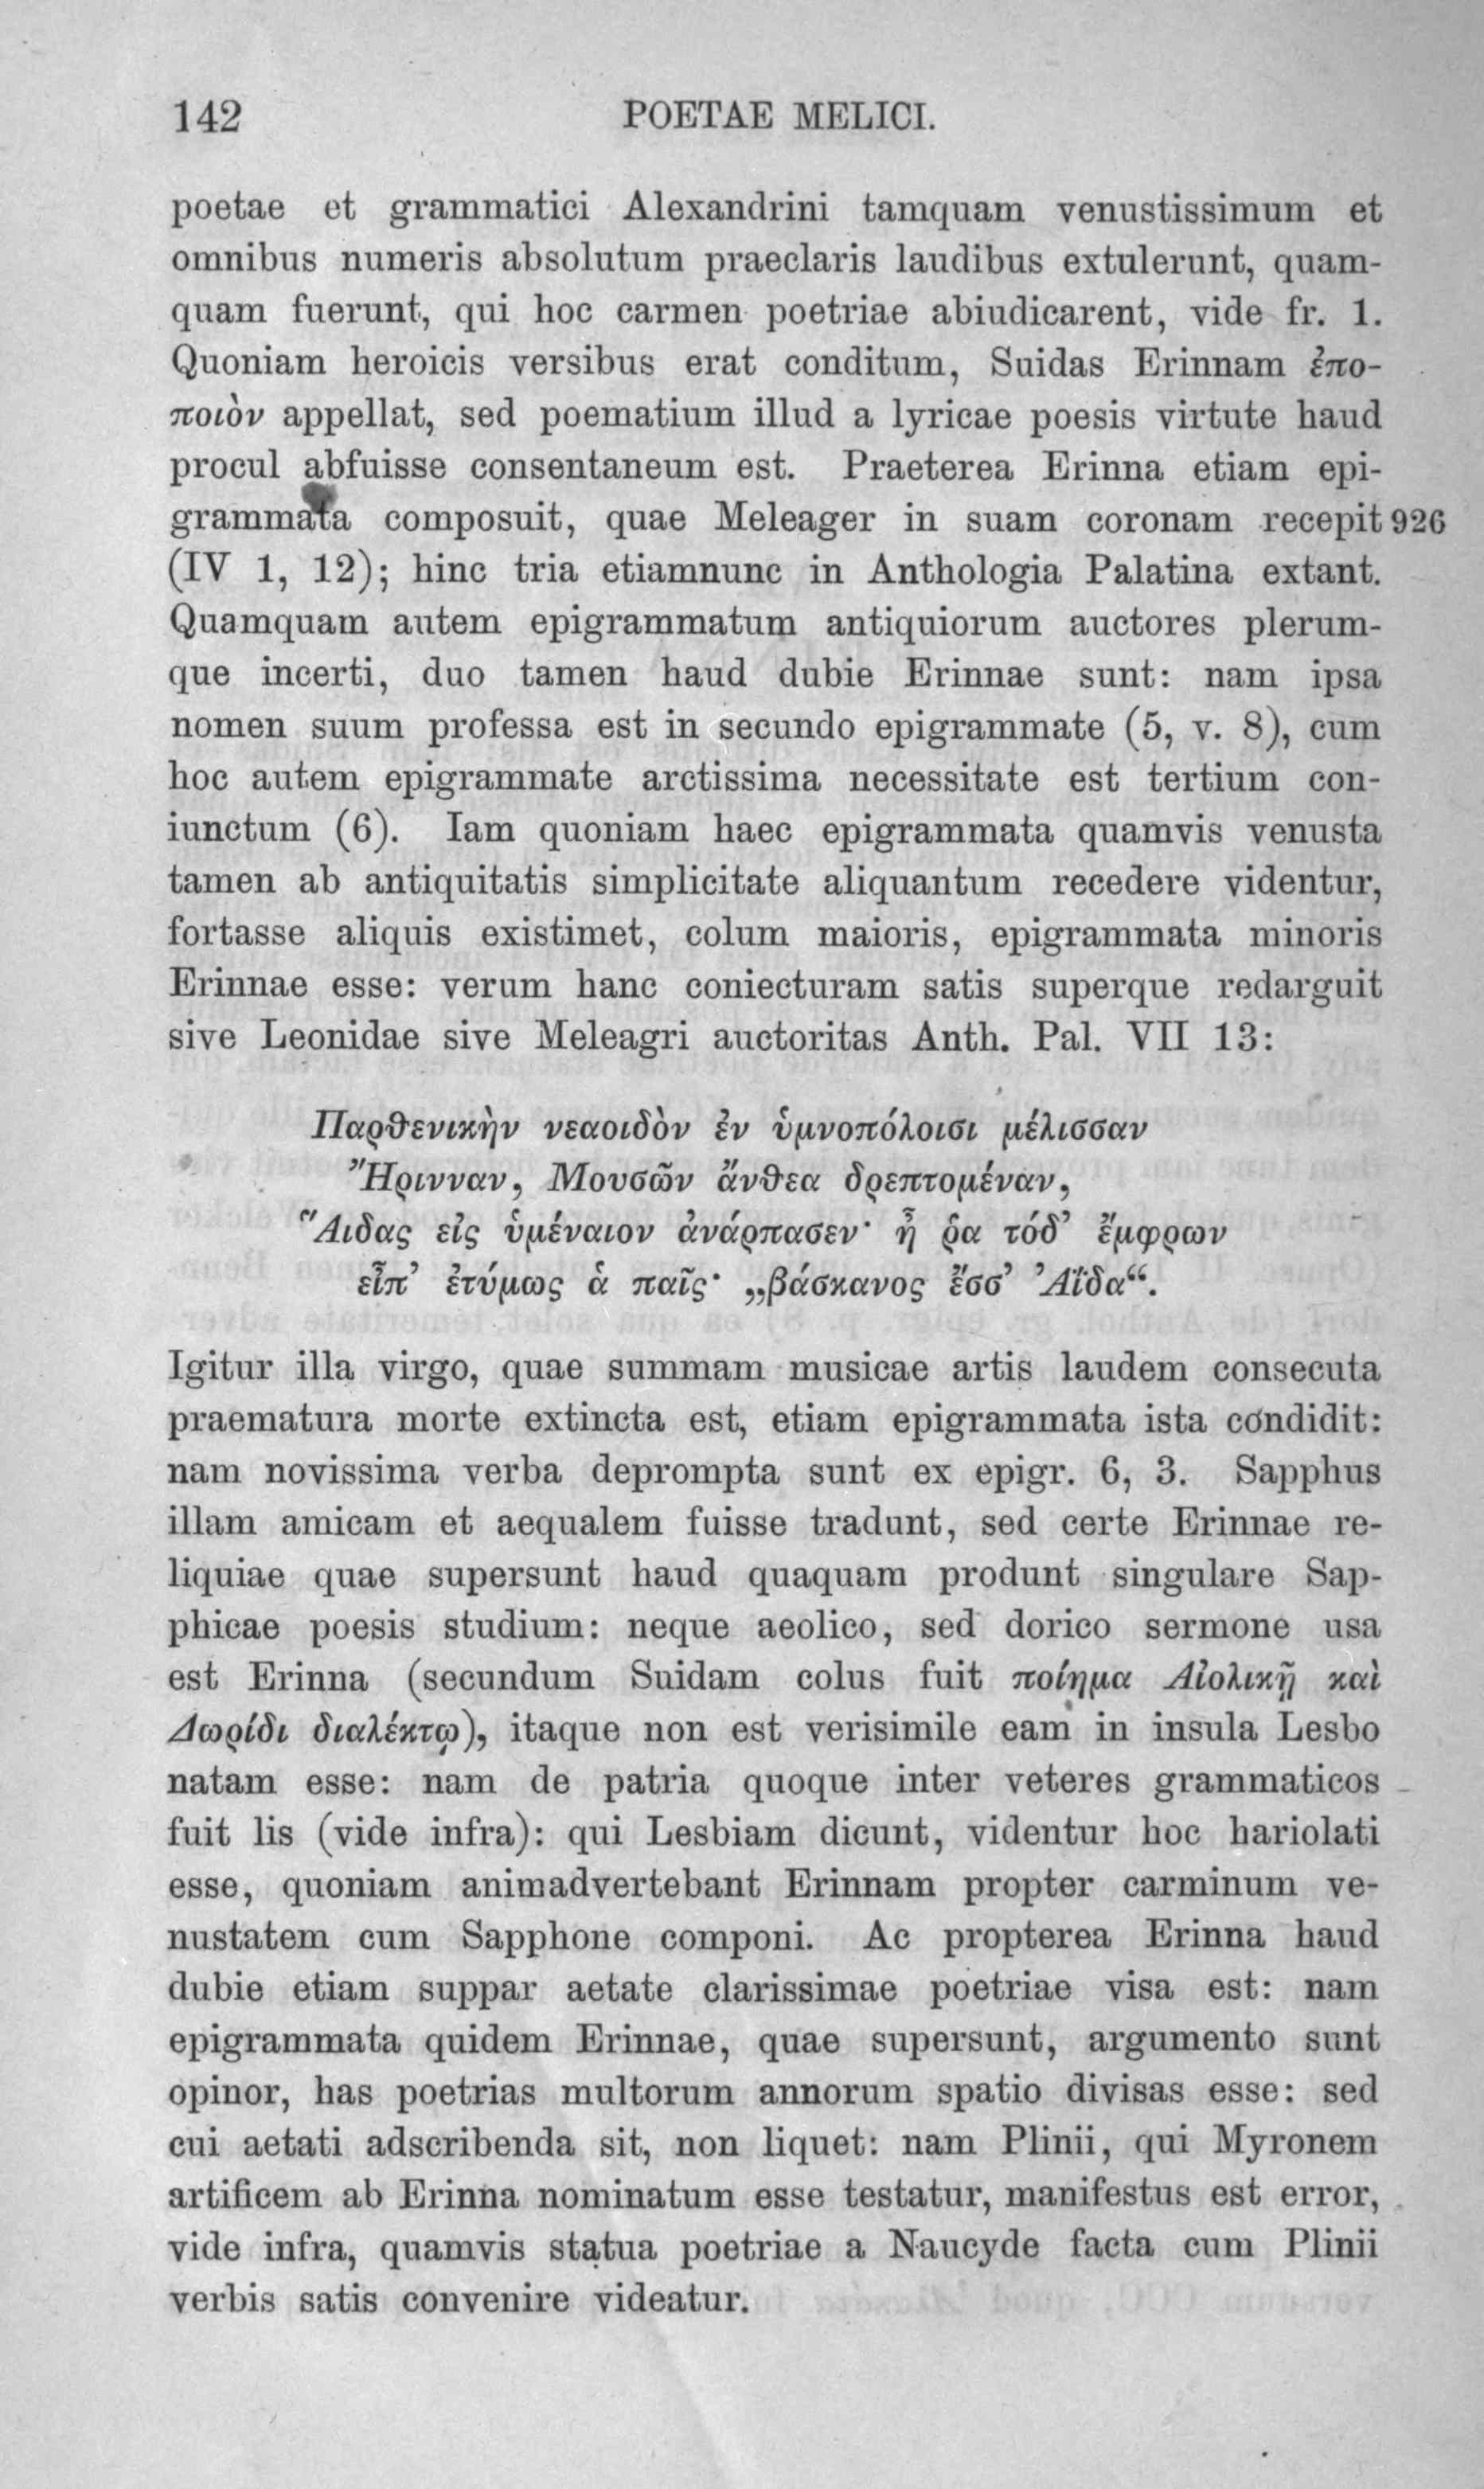 142 POETAE MELICI.
poetae et grammatici Alexandrini tamquam venustissimum et
omnibus numeris absolutum praeclaris laudibus extulerunt, quam-
quam fuerunt, qui hoc carmen poetriae abiudicarent, vide fr. 1.
Quoniam heroicis versibus erat conditum, Suidas Erinnam ἐπο-
ποιὸν appellat, sed poematium illud a lyricae poesis virtute haud
procul abfuisse consentaneum est. Praeterea Erinna etiam epi-
grammata composuit, quae Meleager in suam coronam recepit 926
(IV 1, 12); hinc tria etiamnunc in Anthologia Palatina extant.
Quamquam autem epigrammatum antiquiorum auctores plerum-
que incerti, duo tamen haud dubie Erinnae sunt: nam ipsa
nomen suum professa est in secundo epigrammate (5, v. 8), cum
hoc autem epigrammate arctissima necessitate est tertium con-
iunctum (6). Iam quoniam haec epigrammata quamvis venusta
tamen ab antiquitatis simplicitate aliquantum recedere videntur,
fortasse aliquis existimet, colum maioris, epigrammata minoris
Erinnae esse: verum hanc coniecturam satis superque redarguit
sive Leonidae sive Meleagri auctoritas Anth. Pal. VII 13:
Παρθενικὴν νεαοιδὸν ἐν ὑμνοπόλοισι μέλισσαν
Ἤρινναν, Μουσῶν ἄνθεα δρεπτομέναν,
Ἅιδας εἰς ὑμέναιον ἀνάρπασεν· ἦ ῥα τόδ’ ἔμφρων
εἶπ’ ἐτύμως ἁ παῖς· „βάσκανος ἔσσ’ Ἀΐδα“.
Igitur illa virgo, quae summam musicae artis laudem consecuta
praematura morte extincta est, etiam epigrammata ista condidit:
nam novissima verba deprompta sunt ex epigr. 6, 3. Sapphus
illam amicam et aequalem fuisse tradunt, sed certe Erinnae re-
liquiae quae supersunt haud quaquam produnt singulare Sap-
phicae poesis studium: neque aeolico, sed dorico sermone usa
est Erinna (secundum Suidam colus fuit ποίημα Αἰολικῇ καὶ
Δωρίδι διαλέκτῳ), itaque non est verisimile eam in insula Lesbo
natam esse: nam de patria quoque inter veteres grammaticos
fuit lis (vide infra): qui Lesbiam dicunt, videntur hoc hariolati
esse, quoniam animadvertebant Erinnam propter carminum ve-
nustatem cum Sapphone componi. Ac propterea Erinna haud
dubie etiam suppar aetate clarissimae poetriae visa est: nam
epigrammata quidem Erinnae, quae supersunt, argumento sunt
opinor, has poetrias multorum annorum spatio divisas esse: sed
cui aetati adscribenda sit, non liquet: nam Plinii, qui Myronem
artificem ab Erinna nominatum esse testatur, manifestus est error,
vide infra, quamvis statua poetriae a Naucyde facta cum Plinii
verbis satis convenire videatur.